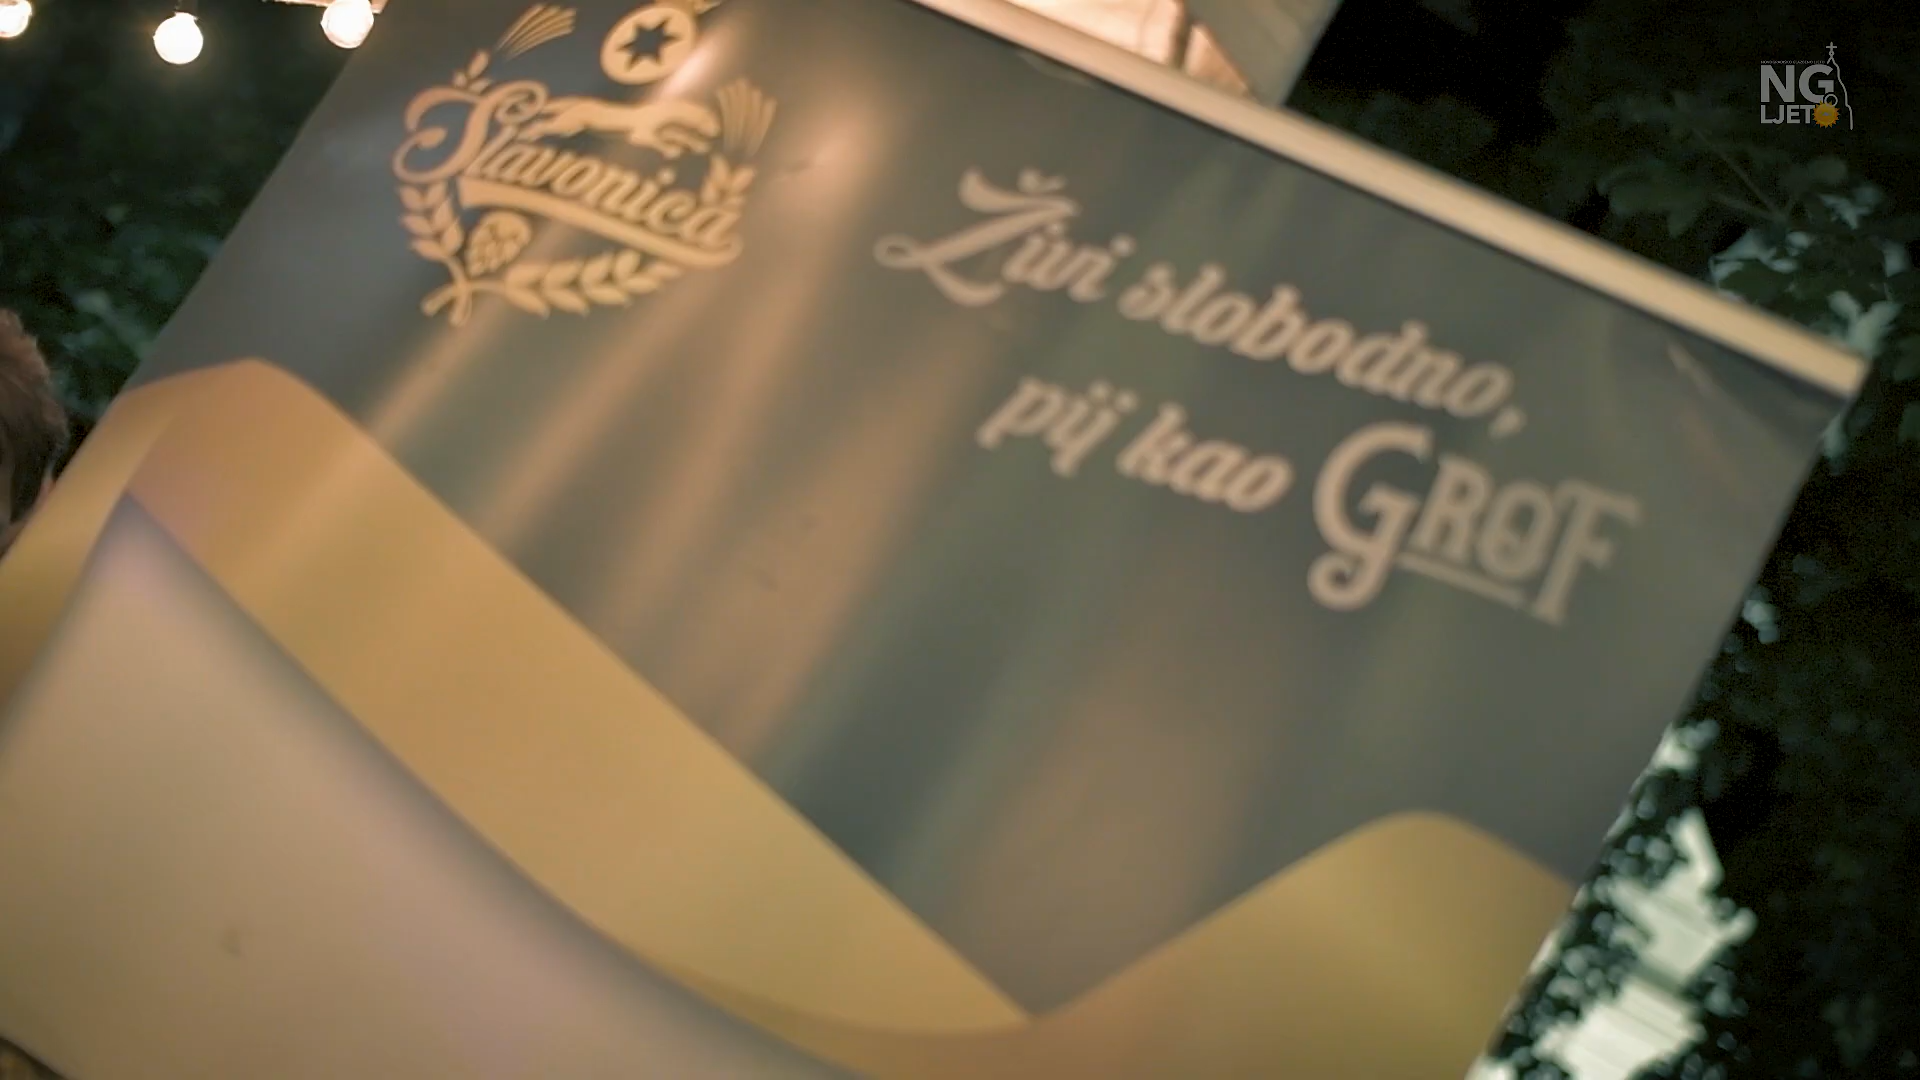 Slavonica
Živi slobodno,
pij kao GROF
NG
LJETO